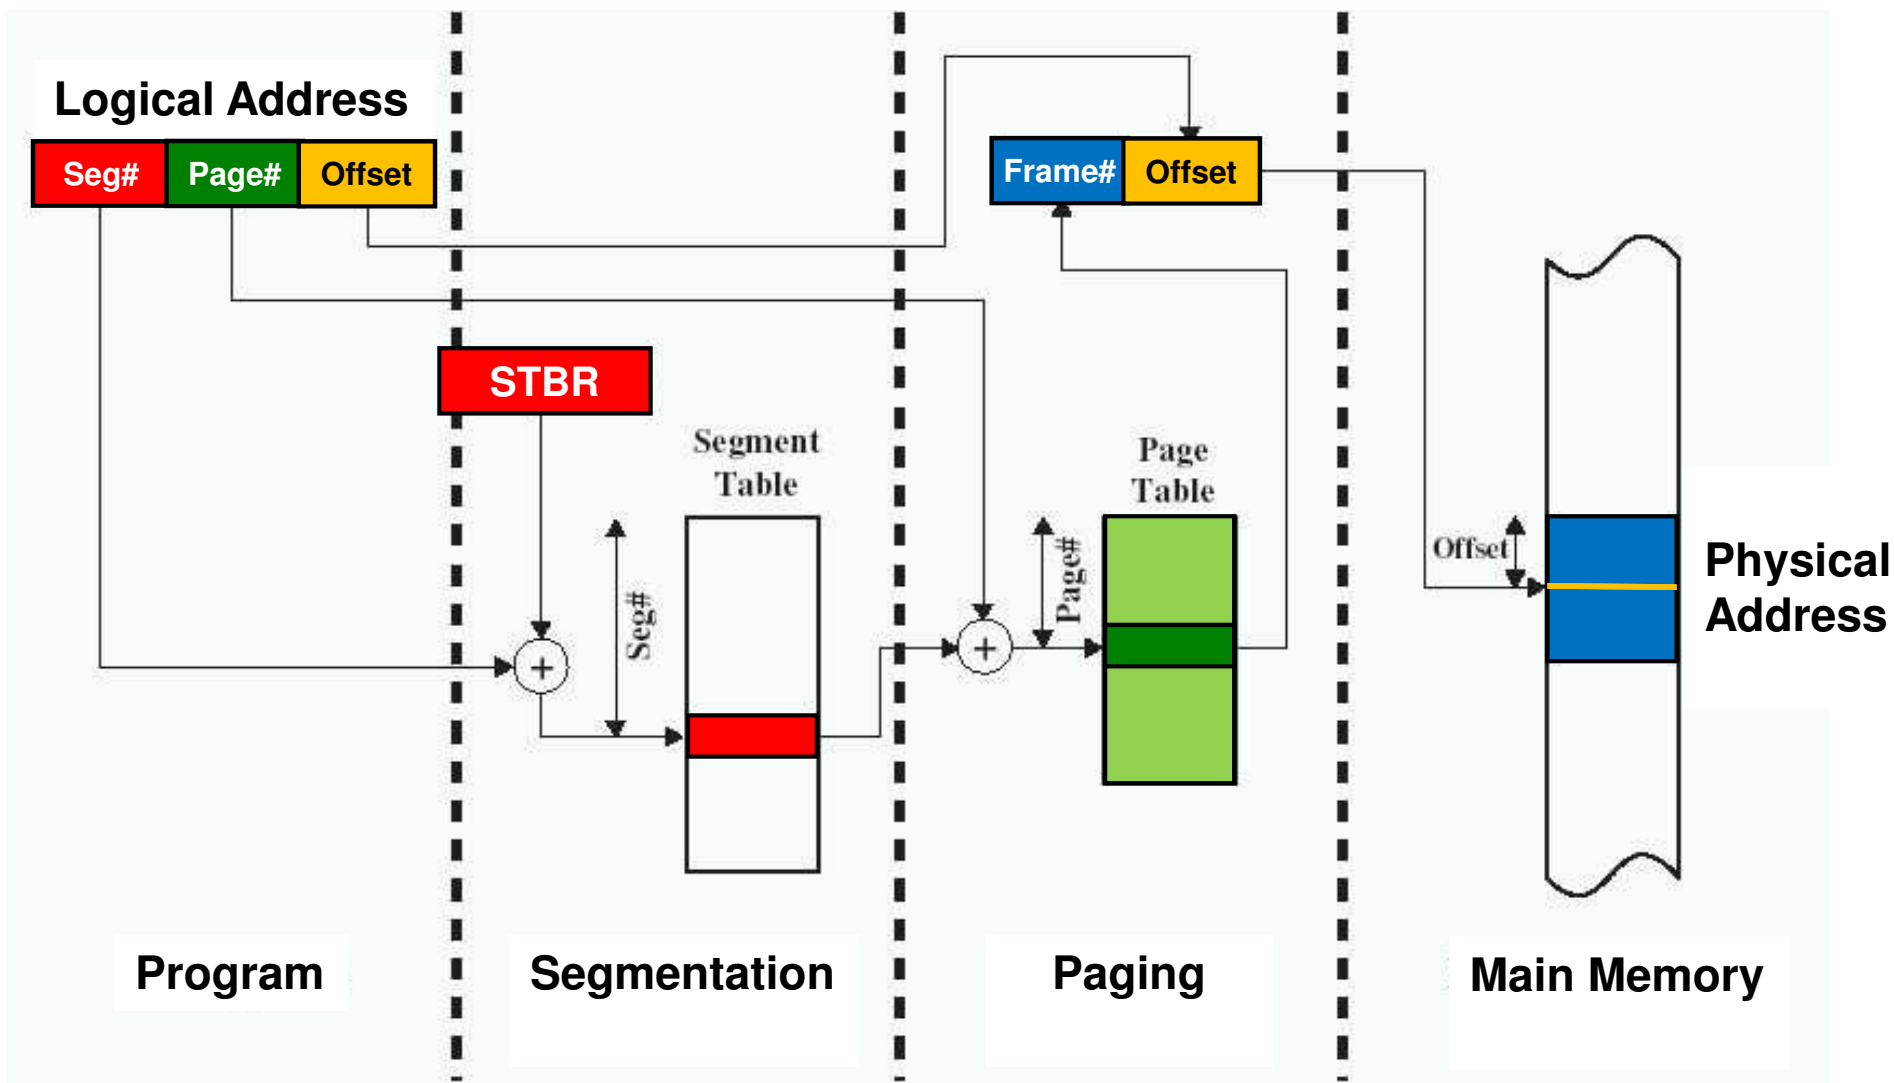 Logical Address
Seg# Page# Offset
Frame# Offset
STBR
Segment
Table
Page
Table
Seg#
Page#
Offset
Physical
Address
+
+
Program
Segmentation
Paging
Main Memory